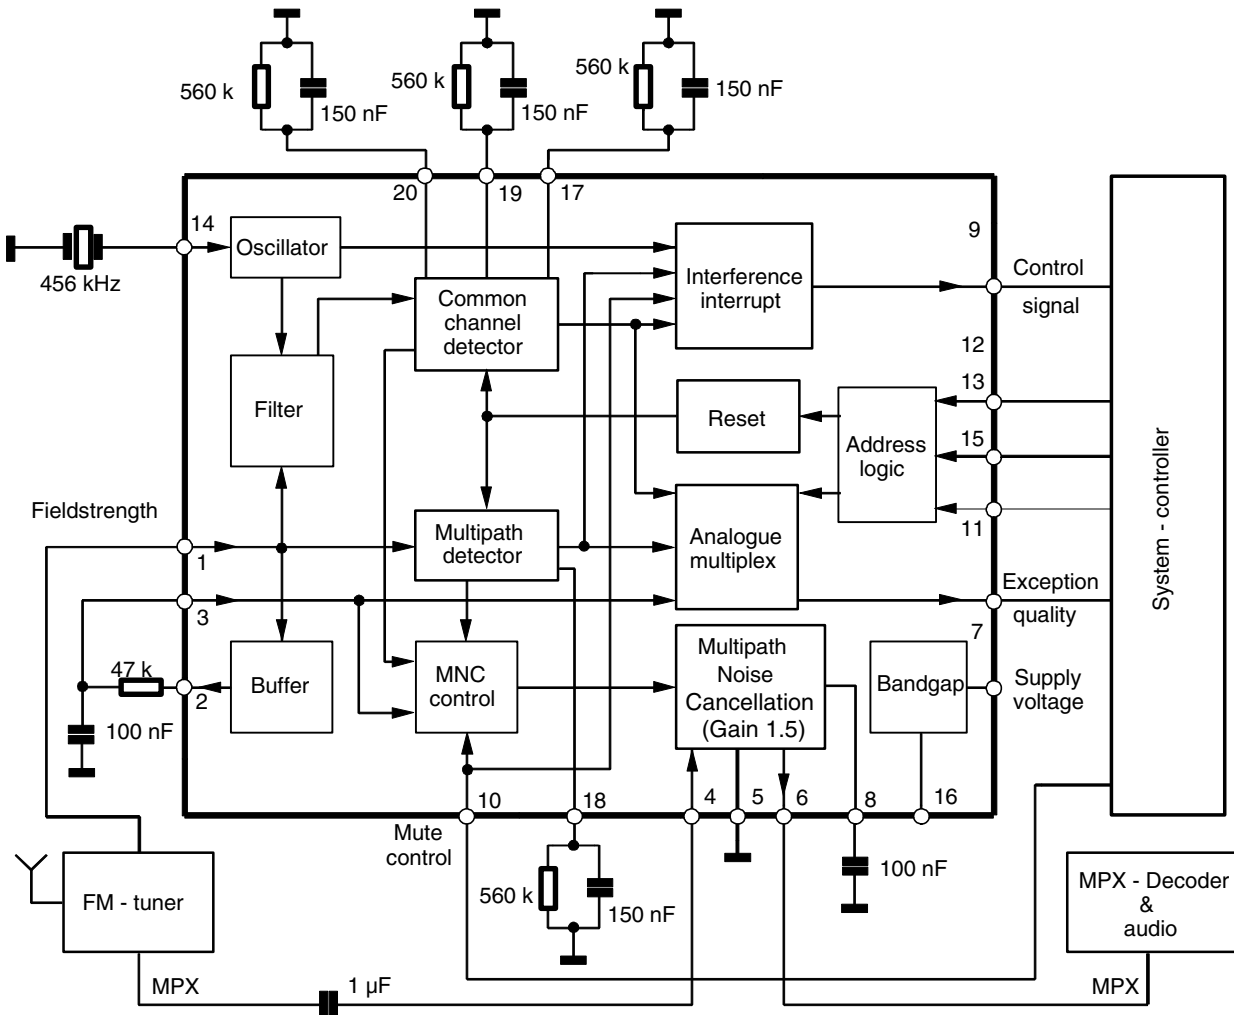 560 k
150 nF
560 k
150 nF
560 k
150 nF
20
19
17
14
Oscillator
456 kHz
9
Control
signal
Interference
interrupt
Common
channel
detector
12
13
Filter
Reset
Address
logic
15
11
Fieldstrength
1
Multipath
detector
Analogue
multiplex
Exception
quality
3
7
47 k
2
Buffer
MNC
control
Multipath
Noise
Cancellation
(Gain 1.5)
Bandgap
Supply
voltage
100 nF
10
18
4
5
6
8
16
Mute
control
System - controller
FM - tuner
560 k
150 nF
100 nF
MPX - Decoder
&
audio
MPX
1 µF
MPX